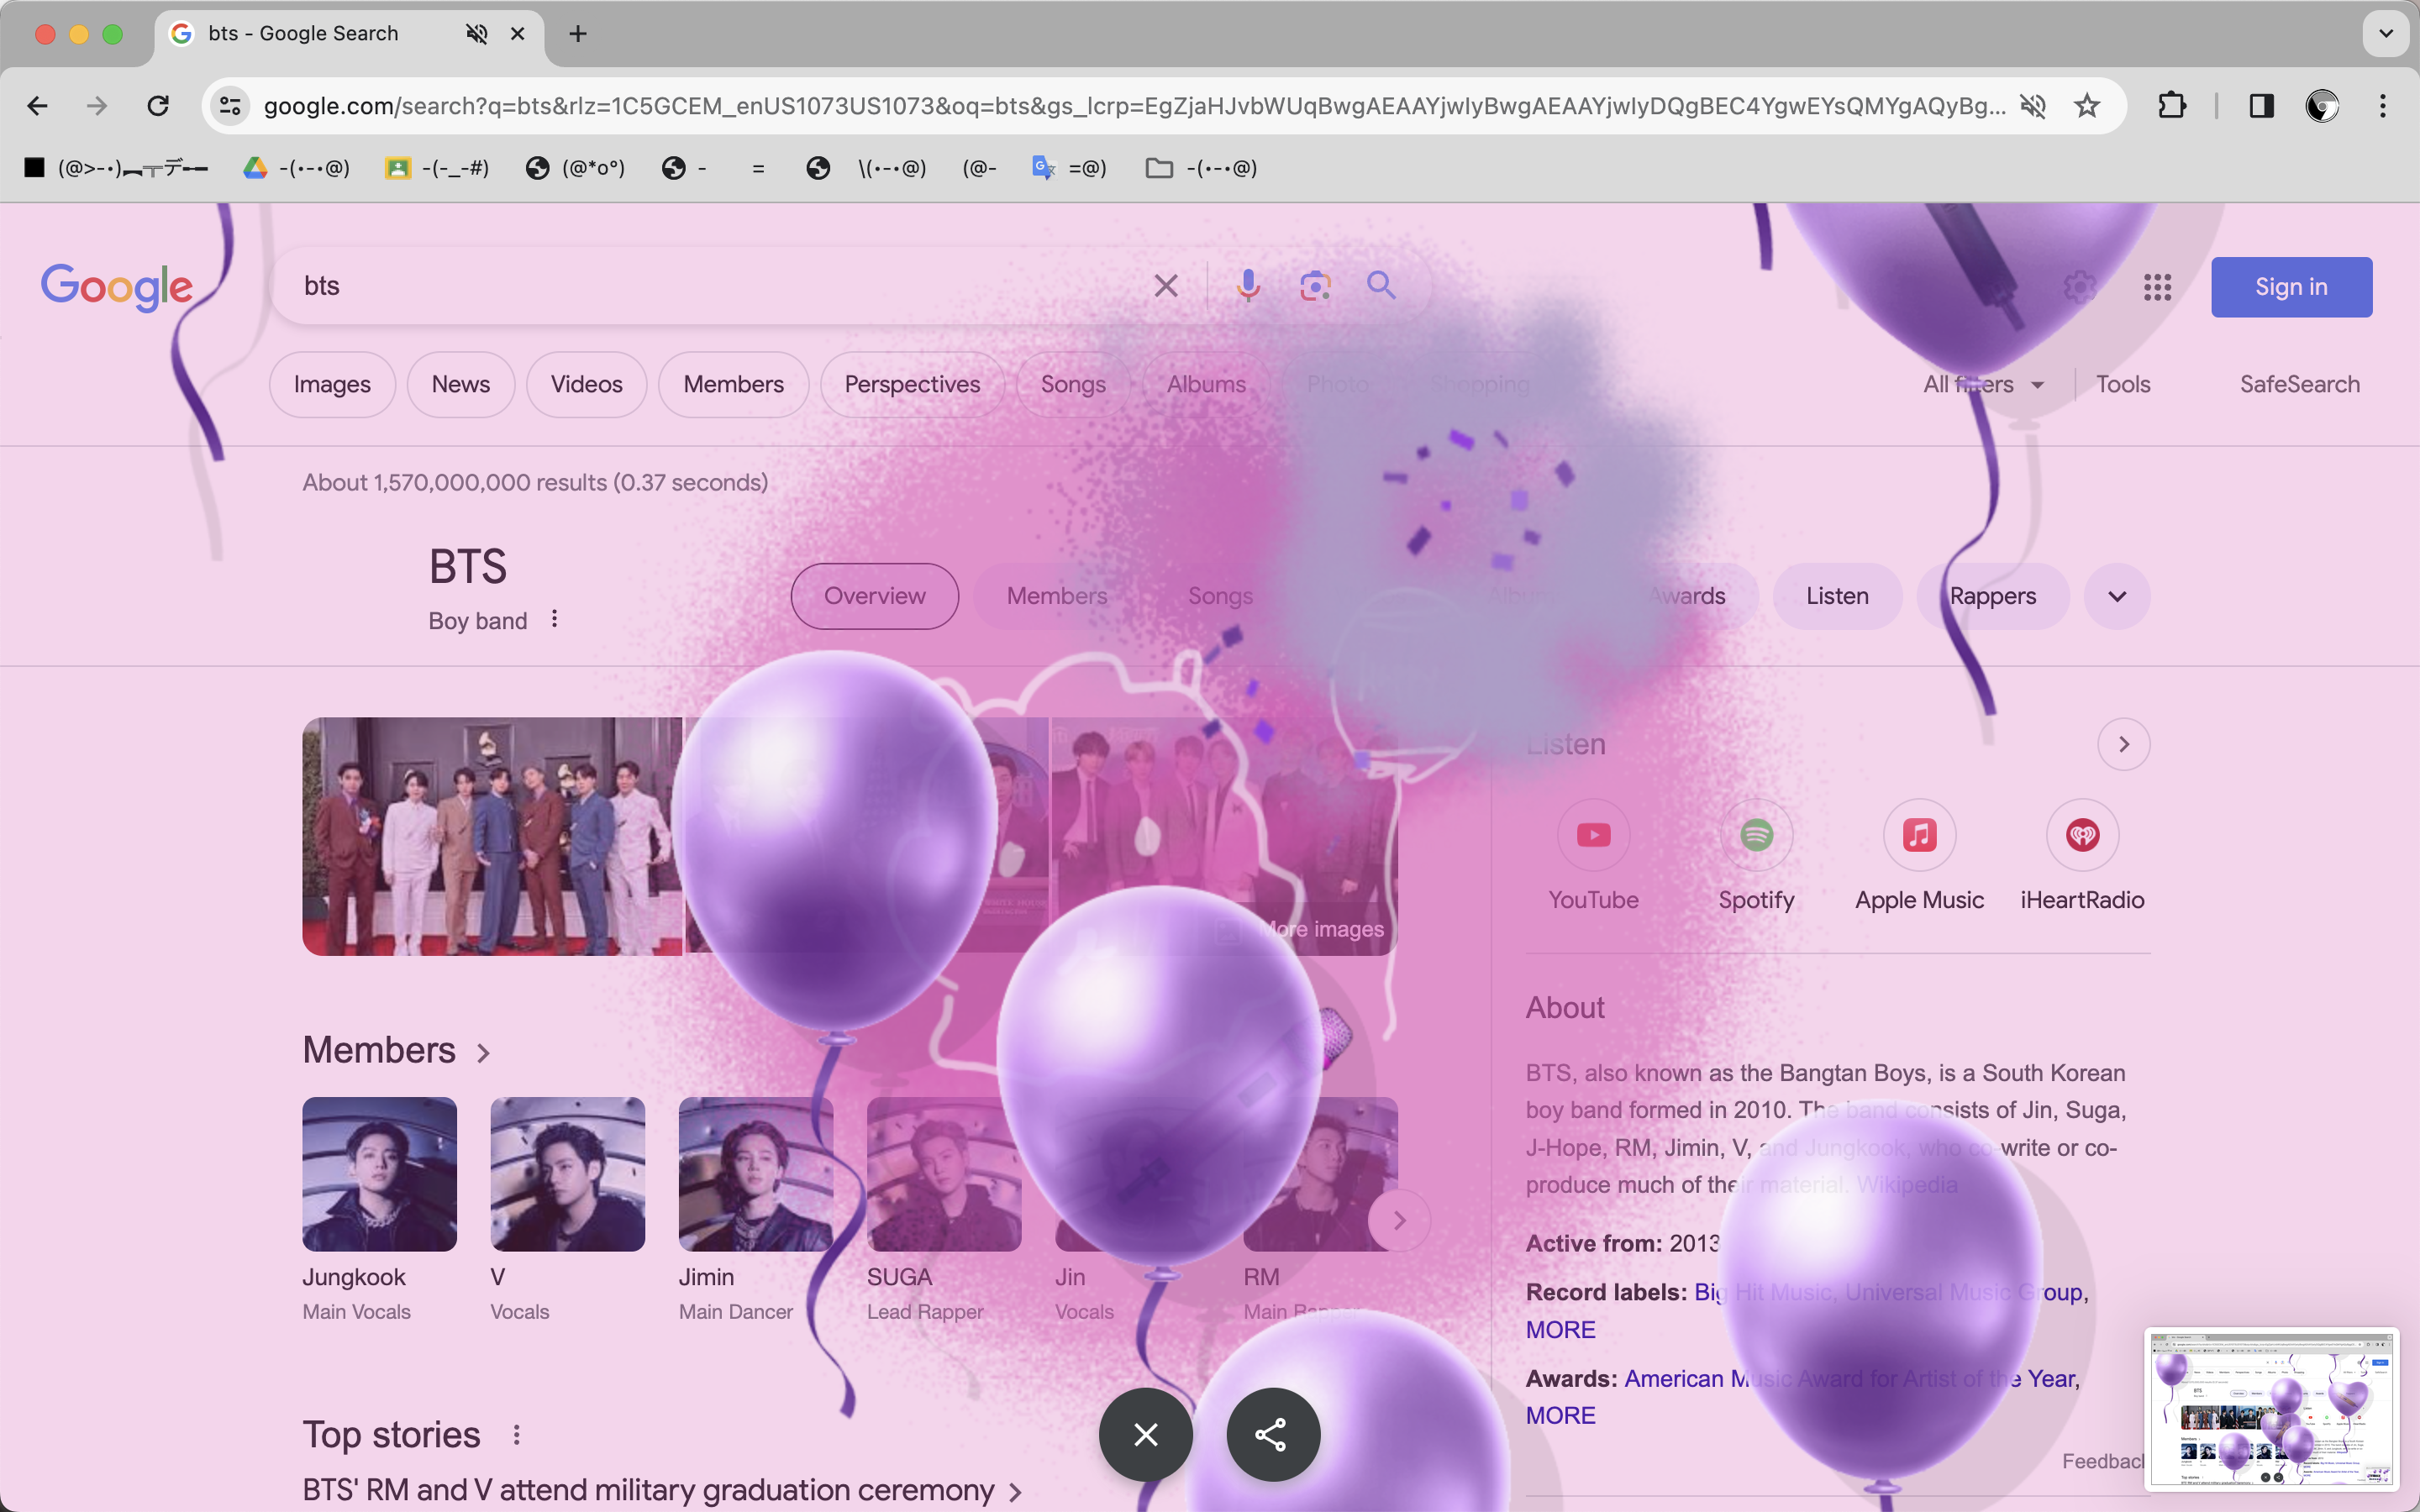 bts - Google Search
google.com/search?q=bts&rlz=1C5GCEM_enUS1073US1073&oq=bts&gs_lcrp=EgZjaHJvbWUqBwgAEAAYjwIyBwgAEAAYjwIyDQgBEC4YgwEYsQMYgAQyBg...
(@>-•)︻╦デ╾━ -(•-•@) -(-_-#) (@*o°) - = \(•-•@) (@- =@) -(•-•@)
Google bts Sign in
Images News Videos Members Perspectives Songs Albums Photo Shopping All filters Tools SafeSearch
About 1,570,000,000 results (0.37 seconds)
BTS
Boy band
Overview Members Songs Album Awards Listen Rappers
Listen
YouTube Spotify Apple Music iHeartRadio
More images
About
BTS, also known as the Bangtan Boys, is a South Korean
boy band formed in 2010. The band consists of Jin, Suga,
J-Hope, RM, Jimin, V, and Jungkook, who co-write or co-
produce much of their material. Wikipedia
Active from: 2013
Record labels: Big Hit Music, Universal Music Group,
MORE
Awards: American Music Award for Artist of the Year,
MORE
Feedback
Members
Jungkook V Jimin SUGA Jin RM
Main Vocals Vocals Main Dancer Lead Rapper Vocals Main Rapper
Top stories
BTS' RM and V attend military graduation ceremony